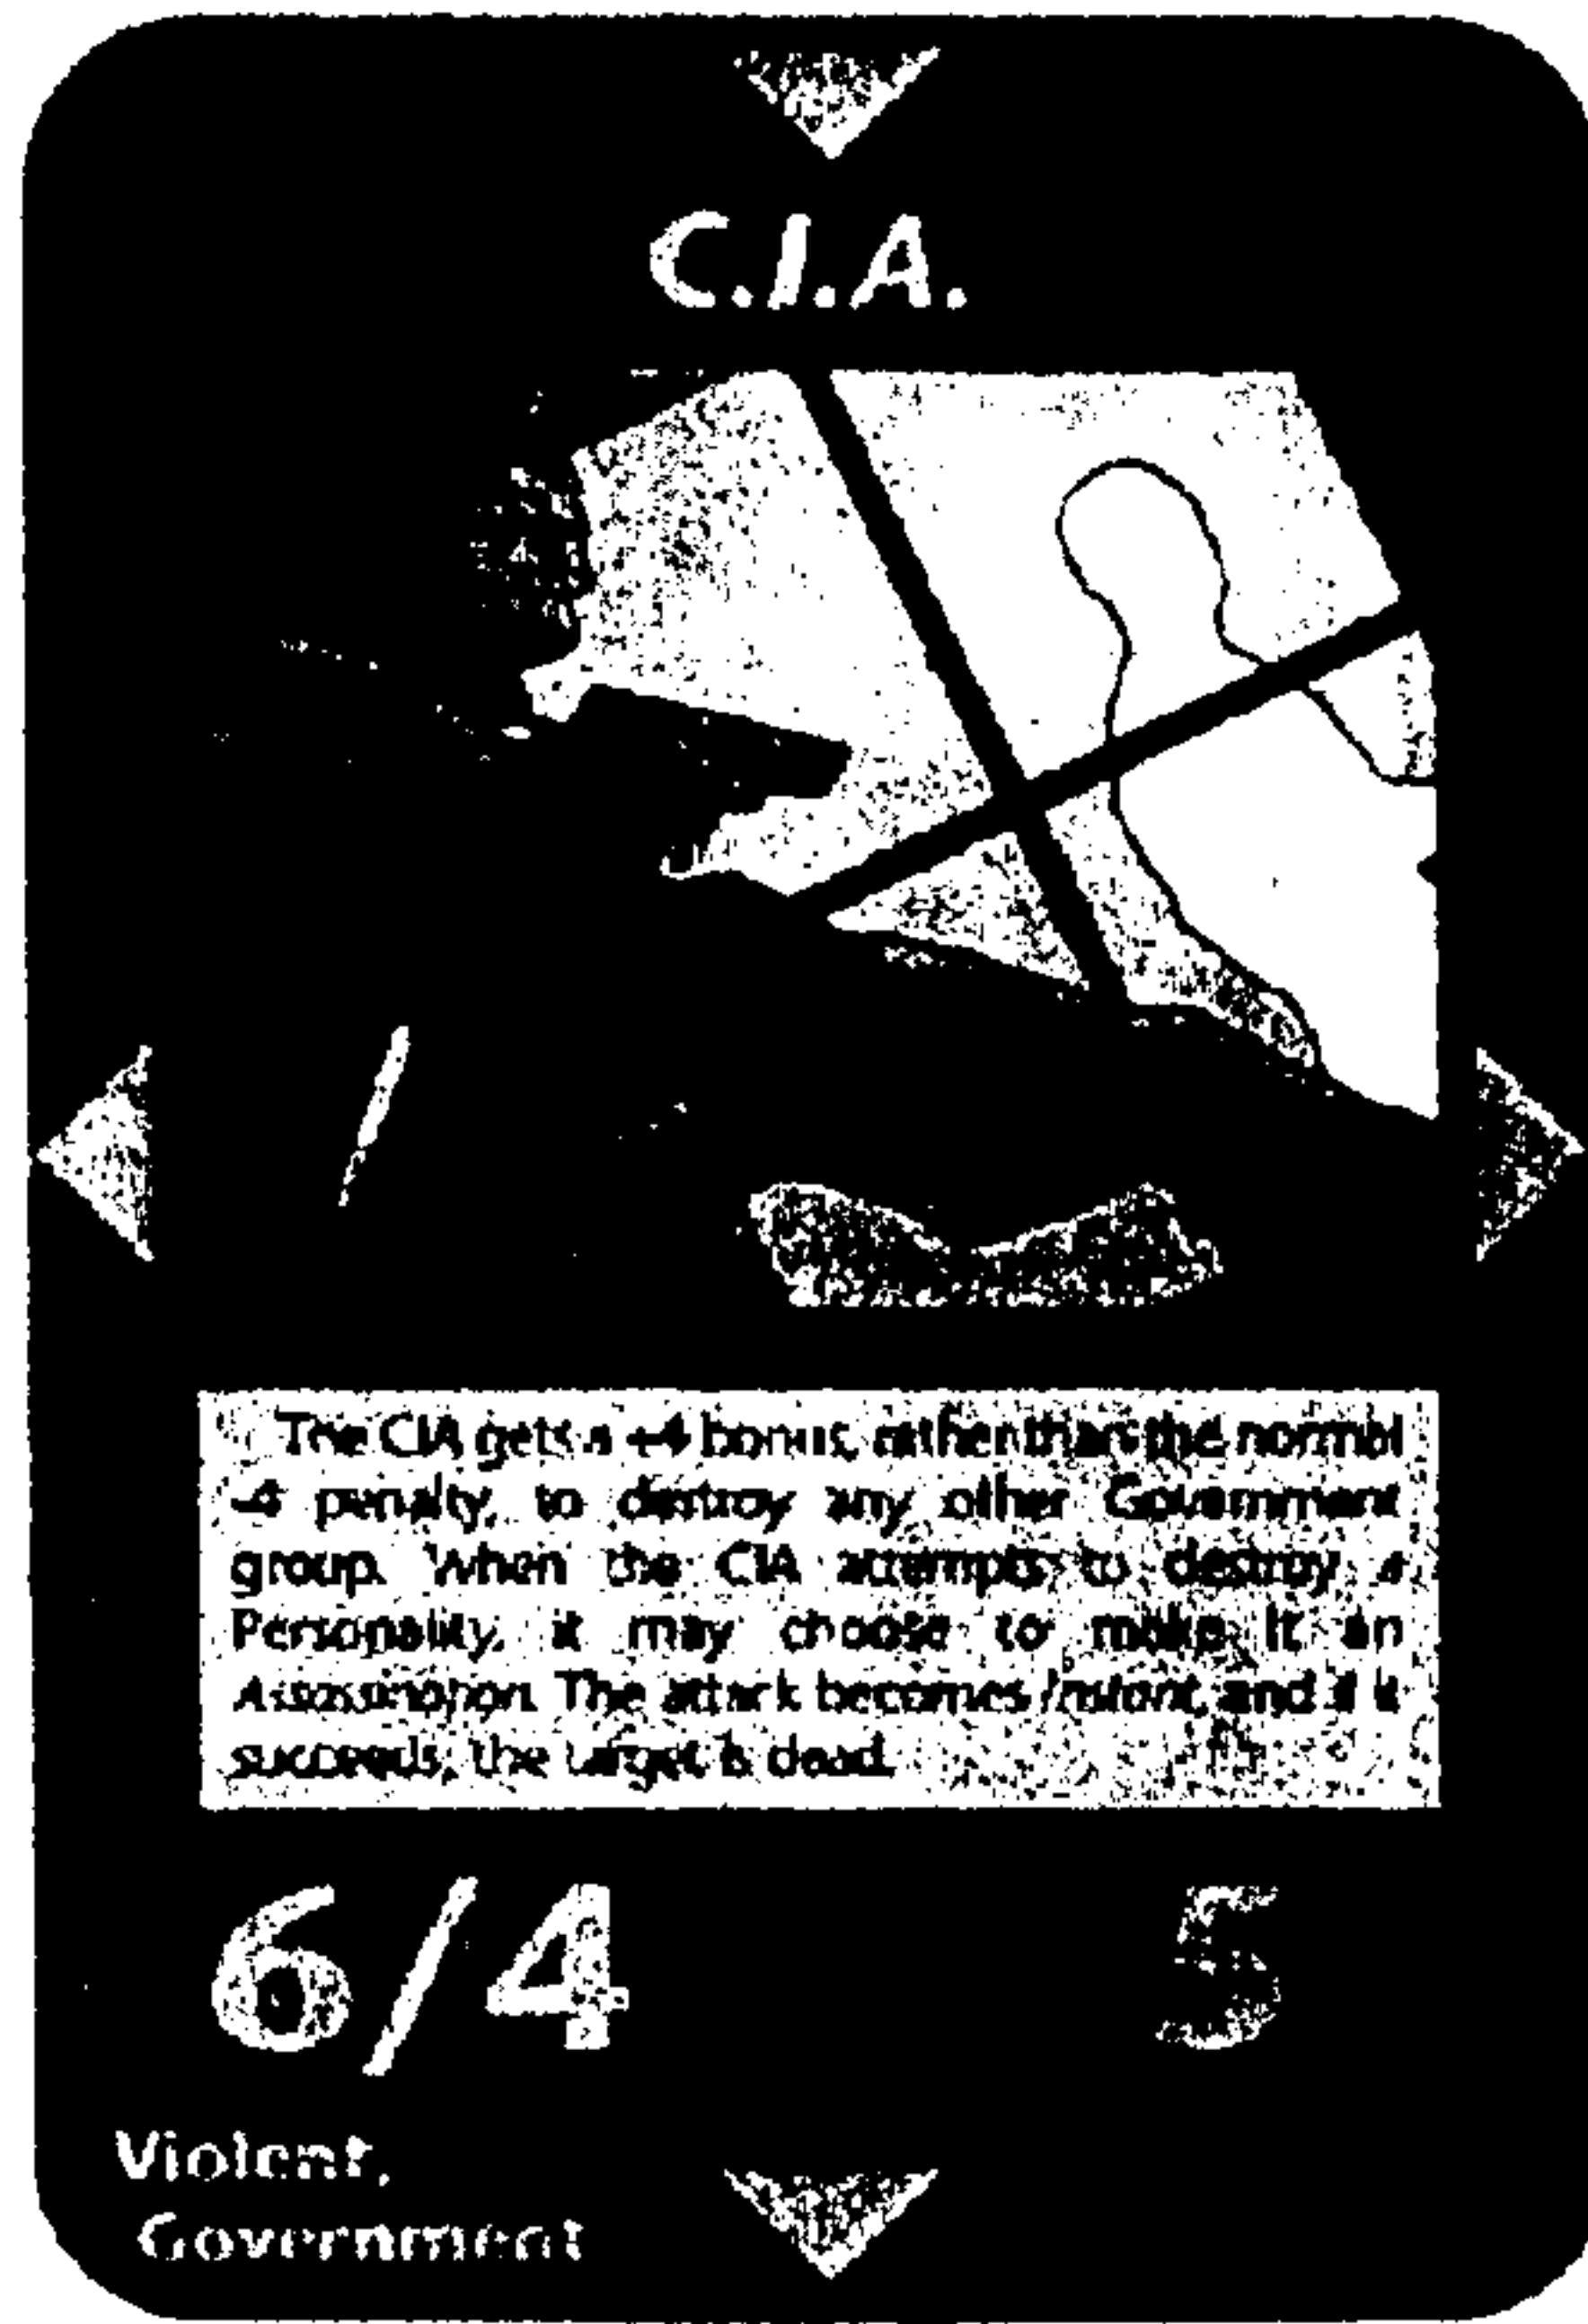 C.I.A.
The CIA gets a +4 bonus, rather than the normal
-4 penalty, to destroy any other Government
group. When the CIA attempts to destroy a
Personality, it may choose to make it an
Assassination. The attack becomes Instant, and if it
succeeds, the target is dead.
6/4 5
Violent,
Government